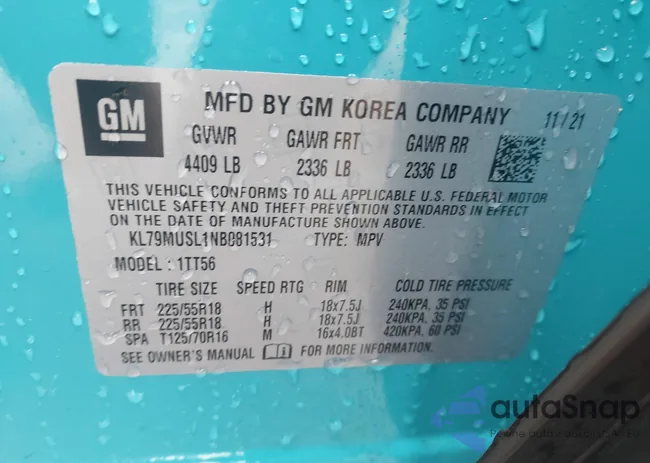 GM
MFD BY GM KOREA COMPANY 11/21
GVWR GAWR FRT GAWR RR
4409 LB 2336 LB 2336 LB
THIS VEHICLE CONFORMS TO ALL APPLICABLE U.S. FEDERAL MOTOR
VEHICLE SAFETY AND THEFT PREVENTION STANDARDS IN EFFECT
ON THE DATE OF MANUFACTURE SHOWN ABOVE.
KL79MUSL1NB081531 TYPE: MPV
MODEL: 1TT56
TIRE SIZE SPEED RTG RIM COLD TIRE PRESSURE
FRT 225/55R18 H 18x7.5J 240KPA, 35 PSI
RR 225/55R18 H 18x7.5J 240KPA, 35 PSI
SPA T125/70R16 M 16x4.0BT 420KPA, 60 PSI
SEE OWNER'S MANUAL FOR MORE INFORMATION.
autoSnap